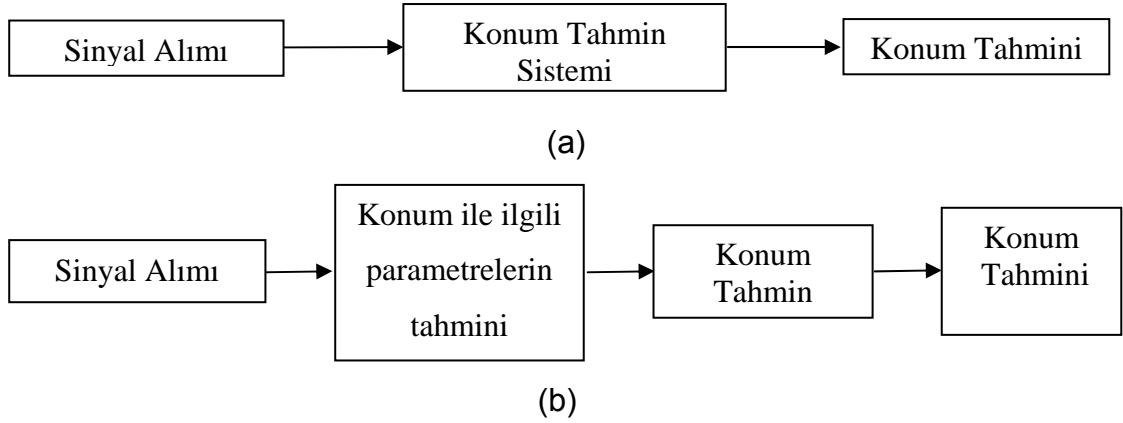 Sinyal Alımı
Konum Tahmin
Sistemi
Konum Tahmini
(a)
Sinyal Alımı
Konum ile ilgili
parametrelerin
tahmini
Konum
Tahmin
Konum
Tahmini
(b)